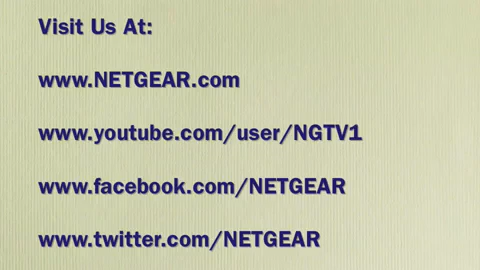 Visit Us At:
www.NETGEAR.com
www.youtube.com/user/NGTV1
www.facebook.com/NETGEAR
www.twitter.com/NETGEAR